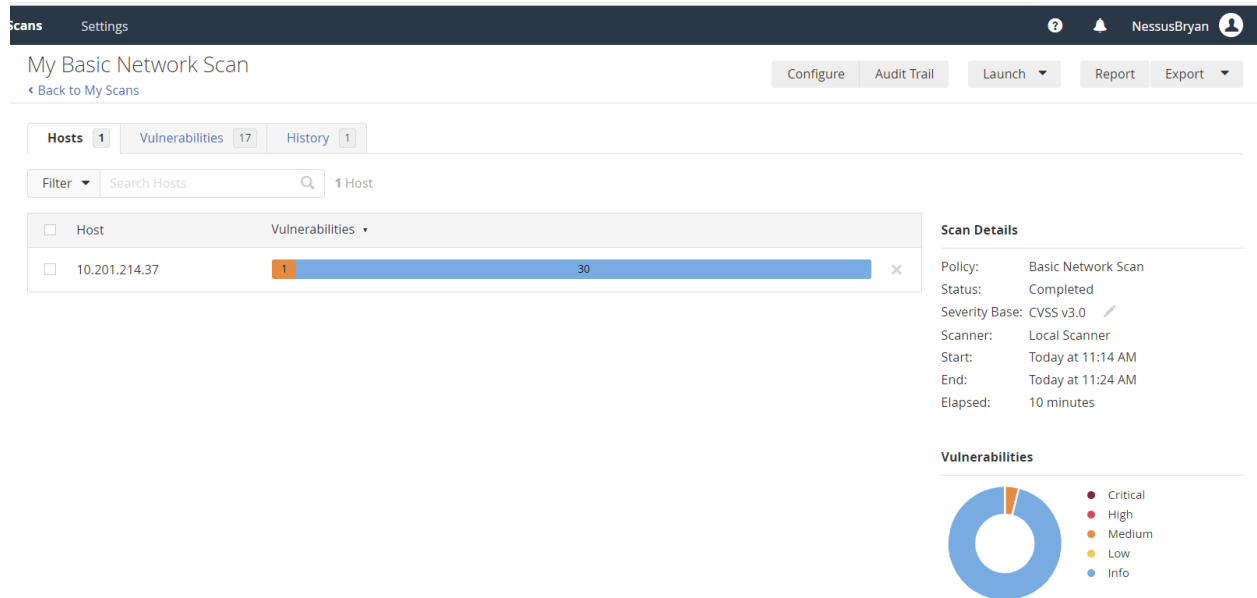 Scans Settings NessusBryan
My Basic Network Scan
Back to My Scans
Configure Audit Trail Launch Report Export
Hosts 1 Vulnerabilities 17 History 1
Filter Search Hosts 1 Host
Host Vulnerabilities
10.201.214.37 1 30
Scan Details
Policy: Basic Network Scan
Status: Completed
Severity Base: CVSS v3.0
Scanner: Local Scanner
Start: Today at 11:14 AM
End: Today at 11:24 AM
Elapsed: 10 minutes
Vulnerabilities
Critical
High
Medium
Low
Info